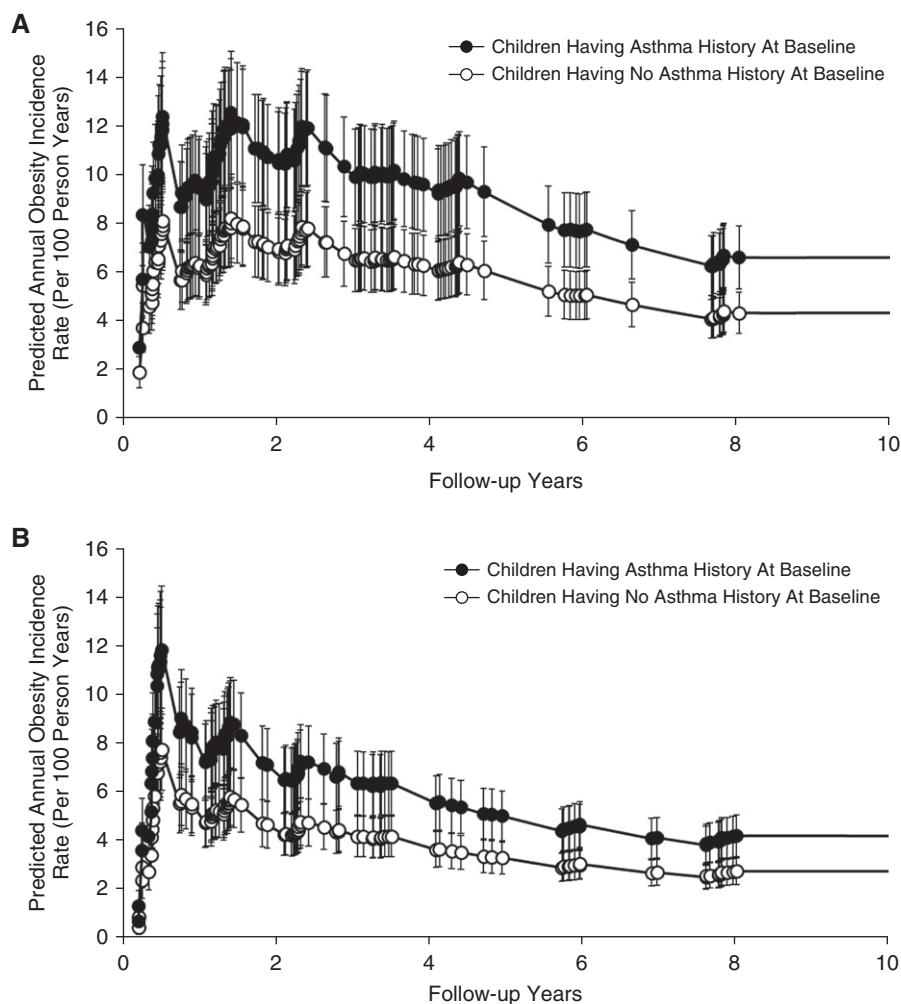 A
16
14
12
10
8
6
4
2
0
Predicted Annual Obesity Incidence
Rate (Per 100 Person Years)
Children Having Asthma History At Baseline
Children Having No Asthma History At Baseline
0 2 4 6 8 10
Follow-up Years
B
16
14
12
10
8
6
4
2
0
Predicted Annual Obesity Incidence
Rate (Per 100 Person Years)
Children Having Asthma History At Baseline
Children Having No Asthma History At Baseline
0 2 4 6 8 10
Follow-up Years